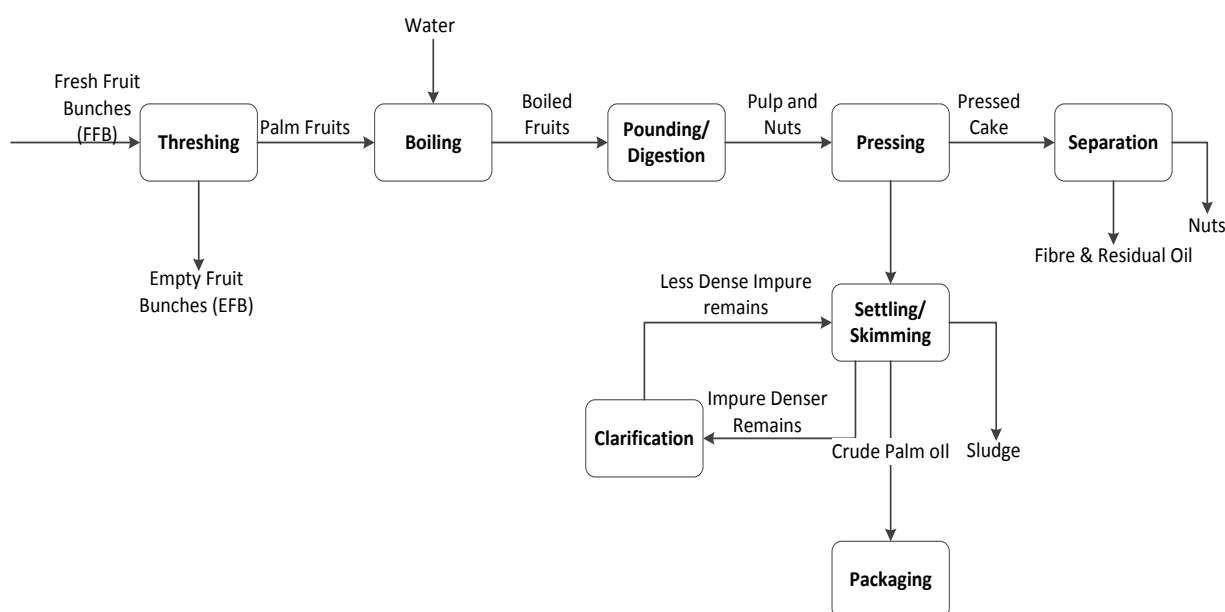 Water
Fresh Fruit
Bunches
(FFB)
Threshing
Palm Fruits
Boiling
Boiled
Fruits
Pounding/
Digestion
Pulp and
Nuts
Pressing
Pressed
Cake
Separation
Nuts
Fibre & Residual Oil
Empty Fruit
Bunches (EFB)
Less Dense Impure
remains
Settling/
Skimming
Impure Denser
Remains
Clarification
Crude Palm oIl
Sludge
Packaging